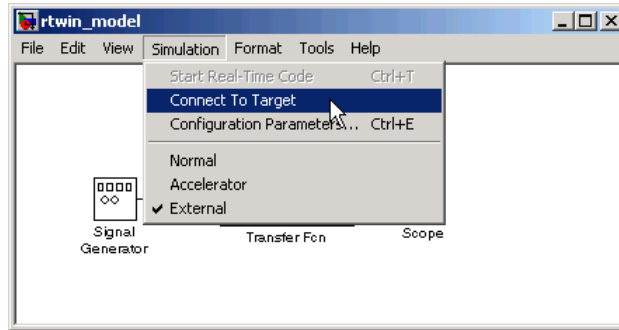 rtwin_model
File Edit View Simulation Format Tools Help
Start Real-Time Code Ctrl+T
Connect To Target
Configuration Parameters... Ctrl+E
Normal
Accelerator
External
Signal
Generator
Transfer Fcn
Scope